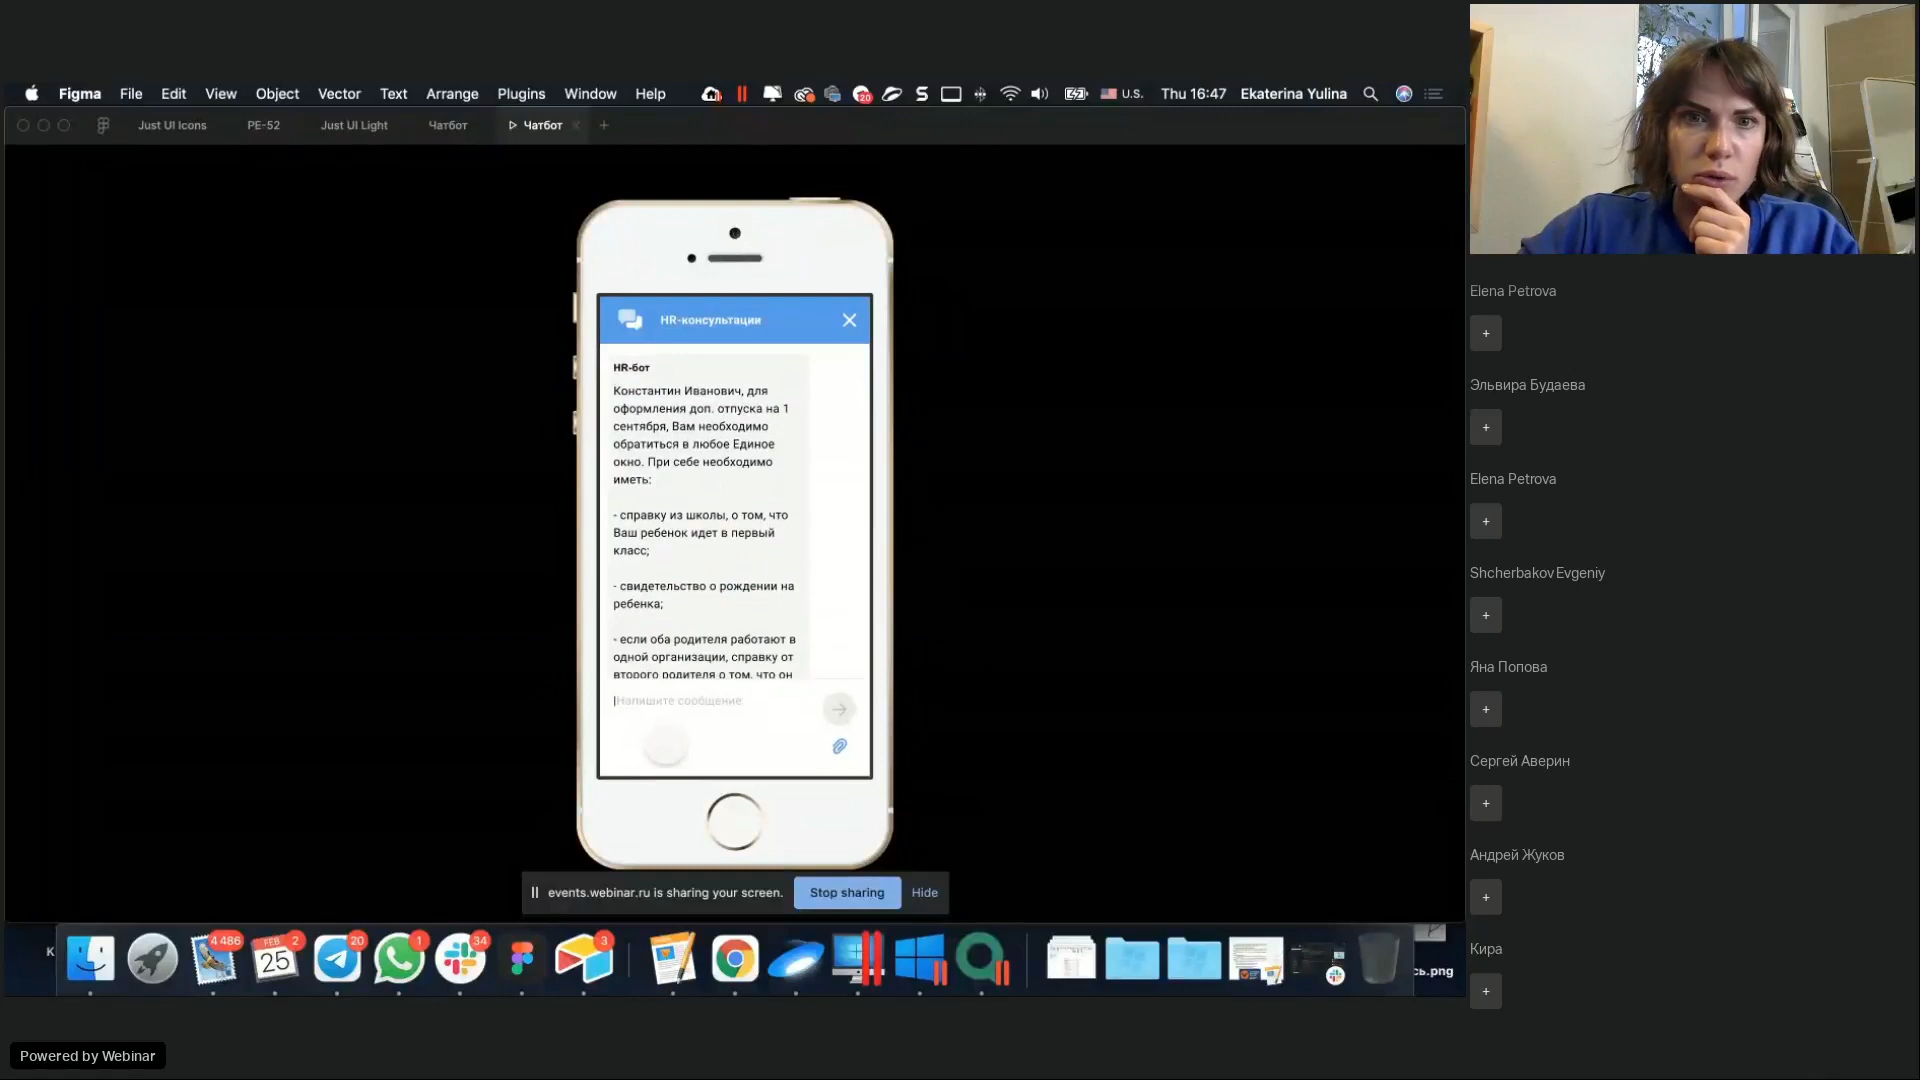 Figma File Edit View Object Vector Text Arrange Plugins Window Help 20 U.S. Thu 16:47 Ekaterina Yulina
Just UI Icons PE-52 Just UI Light Чатбот Чатбот
HR-консультации
HR-бот
Константин Иванович, для
оформления доп. отпуска на 1
сентября, Вам необходимо
обратиться в любое Единое
окно. При себе необходимо
иметь:
- справку из школы, о том, что
Ваш ребенок идет в первый
класс;
- свидетельство о рождении на
ребенка;
- если оба родителя работают в
одной организации, справку от
второго родителя о том, что он
Напишите сообщение
events.webinar.ru is sharing your screen. Stop sharing Hide
К 4 486 FEB 25 2 20 1 34 3 сь.png
Elena Petrova
+
Эльвира Будаева
+
Elena Petrova
+
Shcherbakov Evgeniy
+
Яна Попова
+
Сергей Аверин
+
Андрей Жуков
+
Кира
+
Powered by Webinar